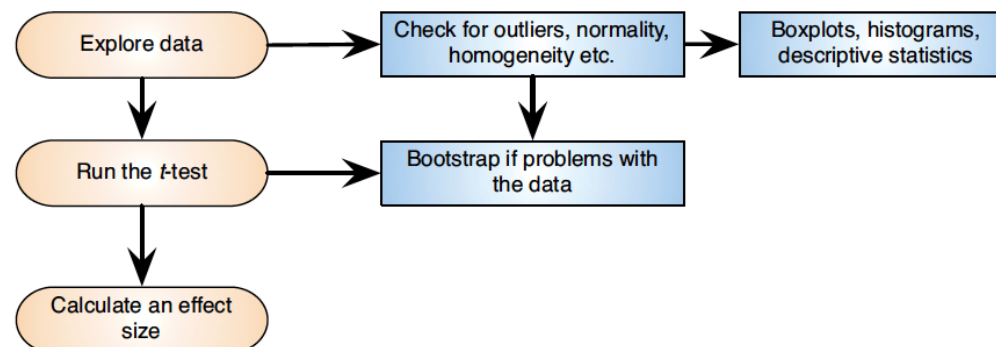 Explore data
Check for outliers, normality,
homogeneity etc.
Boxplots, histograms,
descriptive statistics
Run the t-test
Bootstrap if problems with
the data
Calculate an effect
size